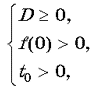 D ≥ 0,
f(0) > 0,
t₀ > 0,